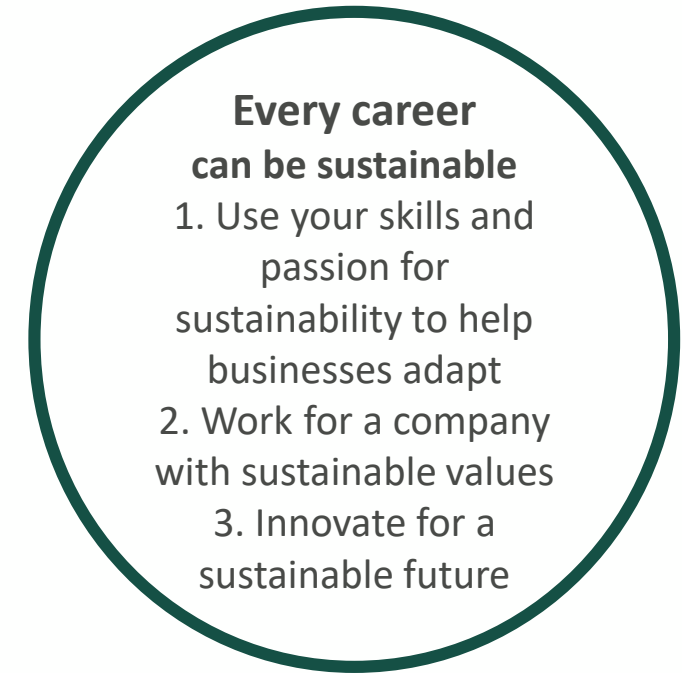 Every career
can be sustainable
1. Use your skills and
passion for
sustainability to help
businesses adapt
2. Work for a company
with sustainable values
3. Innovate for a
sustainable future